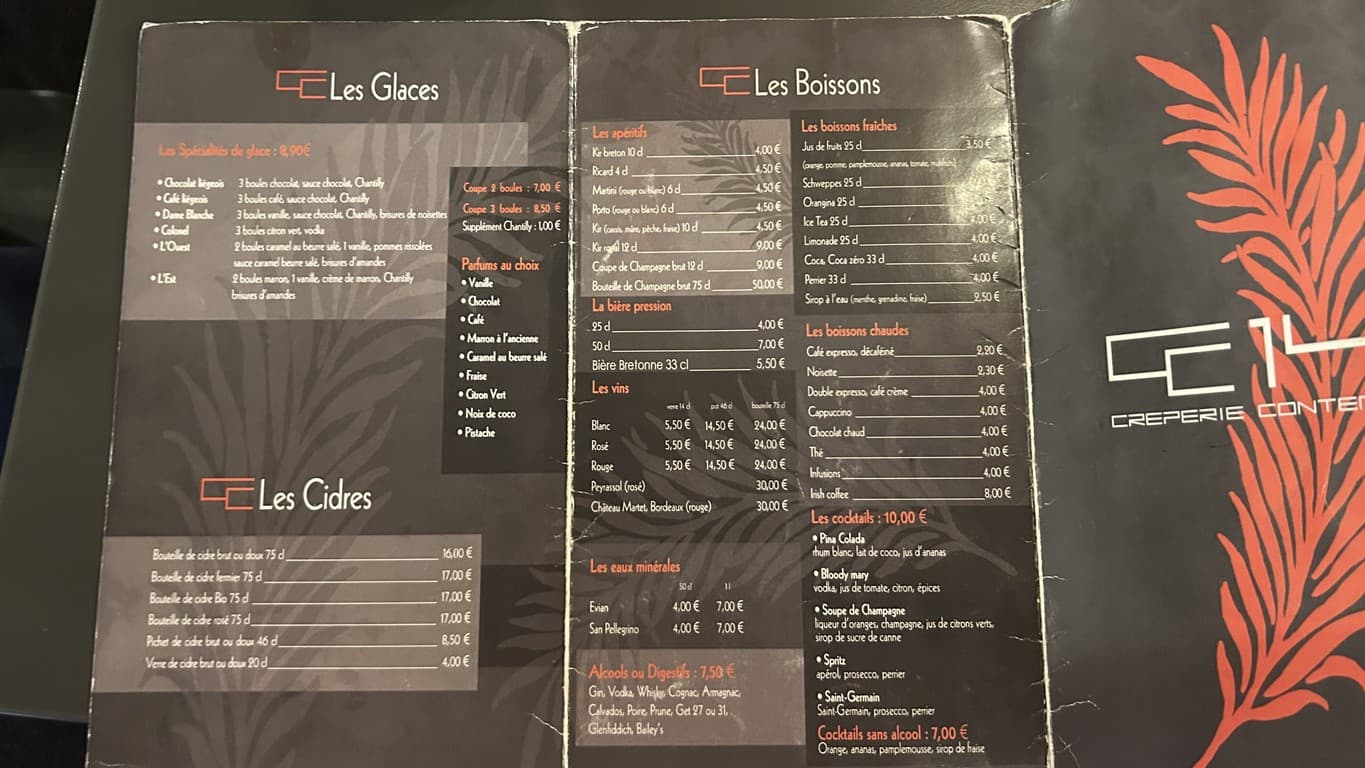 Les Glaces
Les Spécialités de glace : 8,90€
• Chocolat liégeois 3 boules chocolat, sauce chocolat, Chantilly
• Café liégeois 3 boules café, sauce chocolat, Chantilly
• Dame Blanche 3 boules vanille, sauce chocolat, Chantilly, brisures de noisettes
• Colonel 3 boules citron vert, vodka
• L'Ouest 2 boules caramel au beurre salé, 1 vanille, pommes rissolées
sauce caramel beurre salé, brisures d'amandes
• L'Est 2 boules marron, 1 vanille, crème de marron, Chantilly
brisures d'amandes
Coupe 2 boules : 7,00 €
Coupe 3 boules : 8,50 €
Supplément Chantilly : 1,00 €
Parfums au choix
• Vanille
• Chocolat
• Café
• Marron à l'ancienne
• Caramel au beurre salé
• Fraise
• Citron Vert
• Noix de coco
• Pistache
Les Cidres
Bouteille de cidre brut ou doux 75 cl 16,00 €
Bouteille de cidre fermier 75 cl 17,00 €
Bouteille de cidre Bio 75 cl 17,00 €
Bouteille de cidre rosé 75 cl 17,00 €
Pichet de cidre brut ou doux 46 cl 8,50 €
Verre de cidre brut ou doux 20 cl 4,00 €
Les Boissons
Les apéritifs
Kir breton 10 cl 4,00 €
Ricard 4 cl 4,50 €
Martini (rouge ou blanc) 6 cl 4,50 €
Porto (rouge ou blanc) 6 cl 4,50 €
Kir (cassis, mûre, pêche, fraise) 10 cl 4,50 €
Kir royal 12 cl 9,00 €
Coupe de Champagne brut 12 cl 9,00 €
Bouteille de Champagne brut 75 cl 50,00 €
La bière pression
25 cl 4,00 €
50 cl 7,00 €
Bière Bretonne 33 cl 5,50 €
Les vins
verre 14 cl pot 46 cl bouteille 75 cl
Blanc 5,50 € 14,50 € 24,00 €
Rosé 5,50 € 14,50 € 24,00 €
Rouge 5,50 € 14,50 € 24,00 €
Peyrassol (rosé) 30,00 €
Château Martet, Bordeaux (rouge) 30,00 €
Les eaux minérales
50 cl 1 l
Evian 4,00 € 7,00 €
San Pellegrino 4,00 € 7,00 €
Alcools ou Digestifs : 7,50 €
Gin, Vodka, Whisky, Cognac, Armagnac,
Calvados, Poire, Prune, Get 27 ou 31,
Glenfiddich, Bailey's
Les boissons fraîches
Jus de fruits 25 cl 3,50 €
(orange, pomme, pamplemousse, ananas, tomate, multifruits)
Schweppes 25 cl
Orangina 25 cl
Ice Tea 25 cl 4,00 €
Limonade 25 cl 4,00 €
Coca, Coca zéro 33 cl 4,00 €
Perrier 33 cl 4,00 €
Sirop à l'eau (menthe, grenadine, fraise) 2,50 €
Les boissons chaudes
Café expresso, décaféiné 2,20 €
Noisette 2,30 €
Double expresso, café crème 4,00 €
Cappuccino 4,00 €
Chocolat chaud 4,00 €
Thé 4,00 €
Infusions 4,00 €
Irish coffee 8,00 €
Les cocktails : 10,00 €
• Pina Colada
rhum blanc, lait de coco, jus d'ananas
• Bloody mary
vodka, jus de tomate, citron, épices
• Soupe de Champagne
liqueur d'oranges, champagne, jus de citrons verts,
sirop de sucre de canne
• Spritz
apérol, prosecco, perrier
• Saint-Germain
Saint-Germain, prosecco, perrier
Cocktails sans alcool : 7,00 €
Orange, ananas, pamplemousse, sirop de fraise
14
CREPERIE CONTE